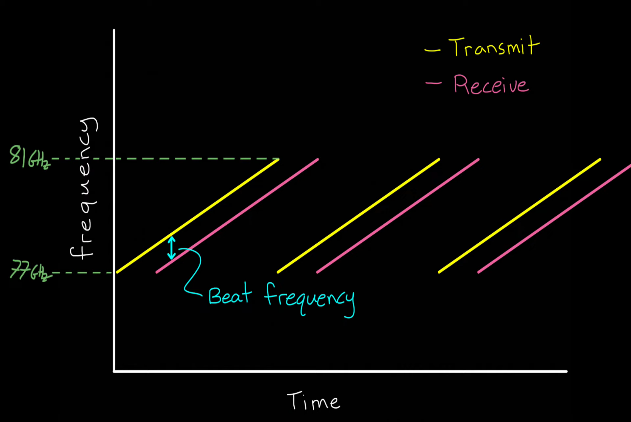 — Transmit
— Receive
81GHz
frequency
77GHz
Beat frequency
Time